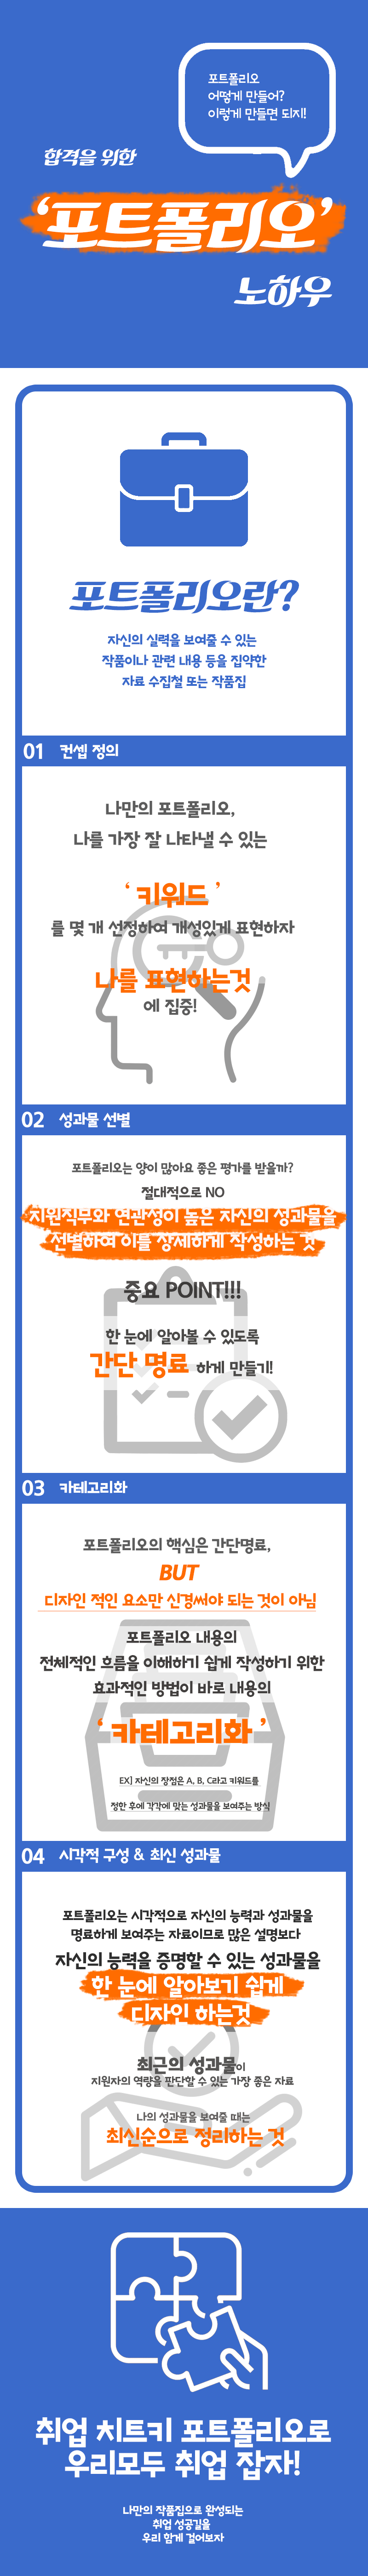 포트폴리오
어떻게 만들어?
이렇게 만들면 되지!
합격을 위한
‘포트폴리오’
노하우
포트폴리오란?
자신의 실력을 보여줄 수 있는
작품이나 관련 내용 등을 집약한
자료 수집철 또는 작품집
01 컨셉 정의
나만의 포트폴리오,
나를 가장 잘 나타낼 수 있는
‘ 키워드 ’
를 몇 개 선정하여 개성있게 표현하자
나를 표현하는것
에 집중!
02 성과물 선별
포트폴리오는 양이 많아요 좋은 평가를 받을까?
절대적으로 NO
지원직무와 연관성이 높은 자신의 성과물을
선별하여 이를 상세하게 작성하는 것
중요 POINT!!!
한 눈에 알아볼 수 있도록
간단 명료 하게 만들기!
03 카테고리화
포트폴리오의 핵심은 간단명료,
BUT
디자인 적인 요소만 신경써야 되는 것이 아님
포트폴리오 내용의
전체적인 흐름을 이해하기 쉽게 작성하기 위한
효과적인 방법이 바로 내용의
‘ 카테고리화 ’
EX) 자신의 장점은 A, B, C라고 키워드를
정한 후에 각각에 맞는 성과물을 보여주는 방식
04 시각적 구성 & 최신 성과물
포트폴리오는 시각적으로 자신의 능력과 성과물을
명료하게 보여주는 자료이므로 많은 설명보다
자신의 능력을 증명할 수 있는 성과물을
한 눈에 알아보기 쉽게
디자인 하는것
최근의 성과물이
지원자의 역량을 판단할 수 있는 가장 좋은 자료
나의 성과물을 보여줄 때는
최신순으로 정리하는 것
취업 치트키 포트폴리오로
우리모두 취업 잡자!
나만의 작품집으로 완성되는
취업 성공길을
우리 함께 걸어보자